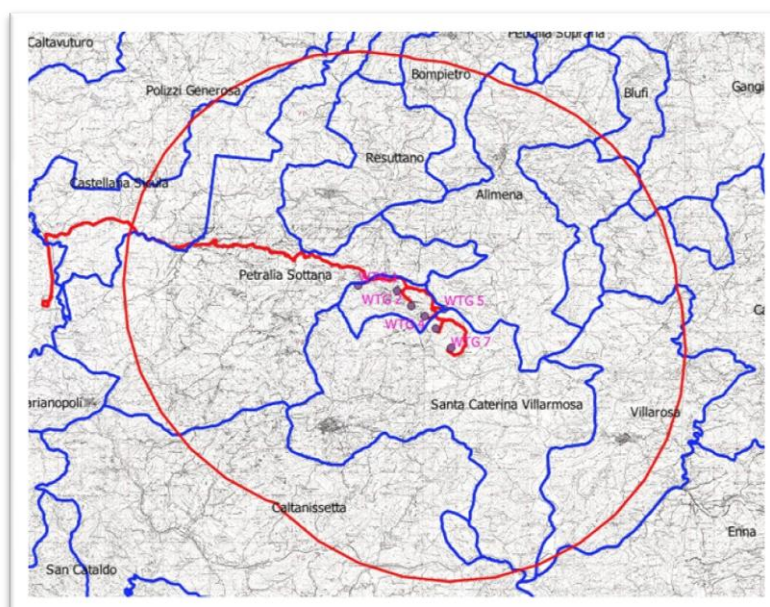 Caltavuturo
Petralia Soprana
Bompietro
Polizzi Generosa
Blufi
Gangi
Resuttano
Castellana Sicula
Alimena
Petralia Sottana
WTG 2
WTG 5
WTG 7
arianopoli
Santa Caterina Villarmosa
Villarosa
Caltanissetta
Enna
San Cataldo